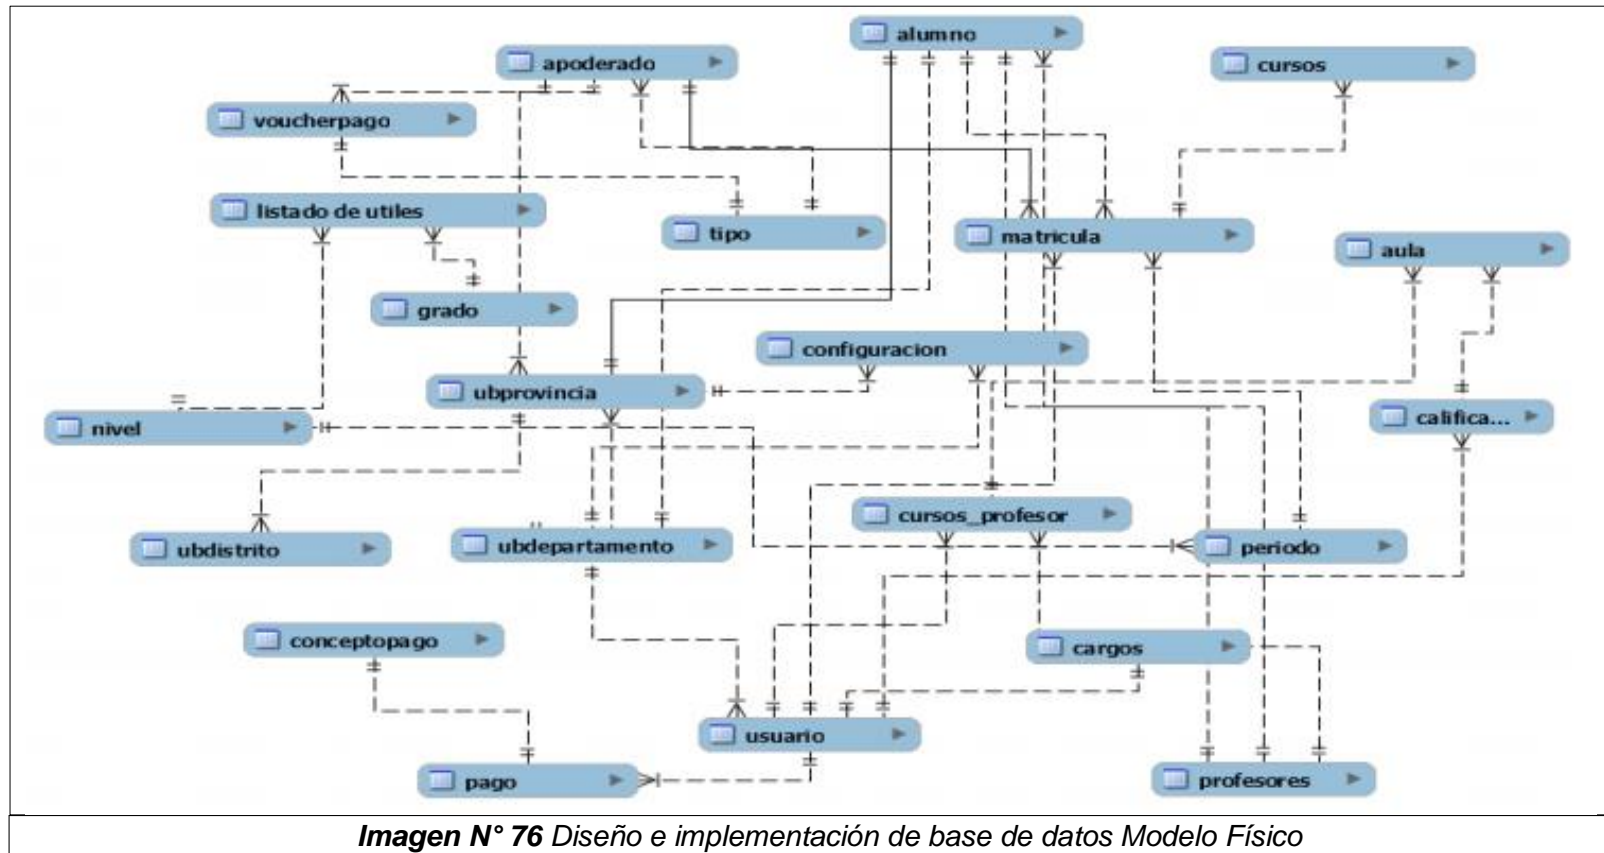 alumno
apoderado
cursos
voucherpago
listado de utiles
tipo
matricula
aula
grado
configuracion
ubprovincia
nivel
califica...
cursos_profesor
ubdistrito
ubdepartamento
periodo
conceptopago
cargos
usuario
pago
profesores
Imagen N° 76 Diseño e implementación de base de datos Modelo Físico